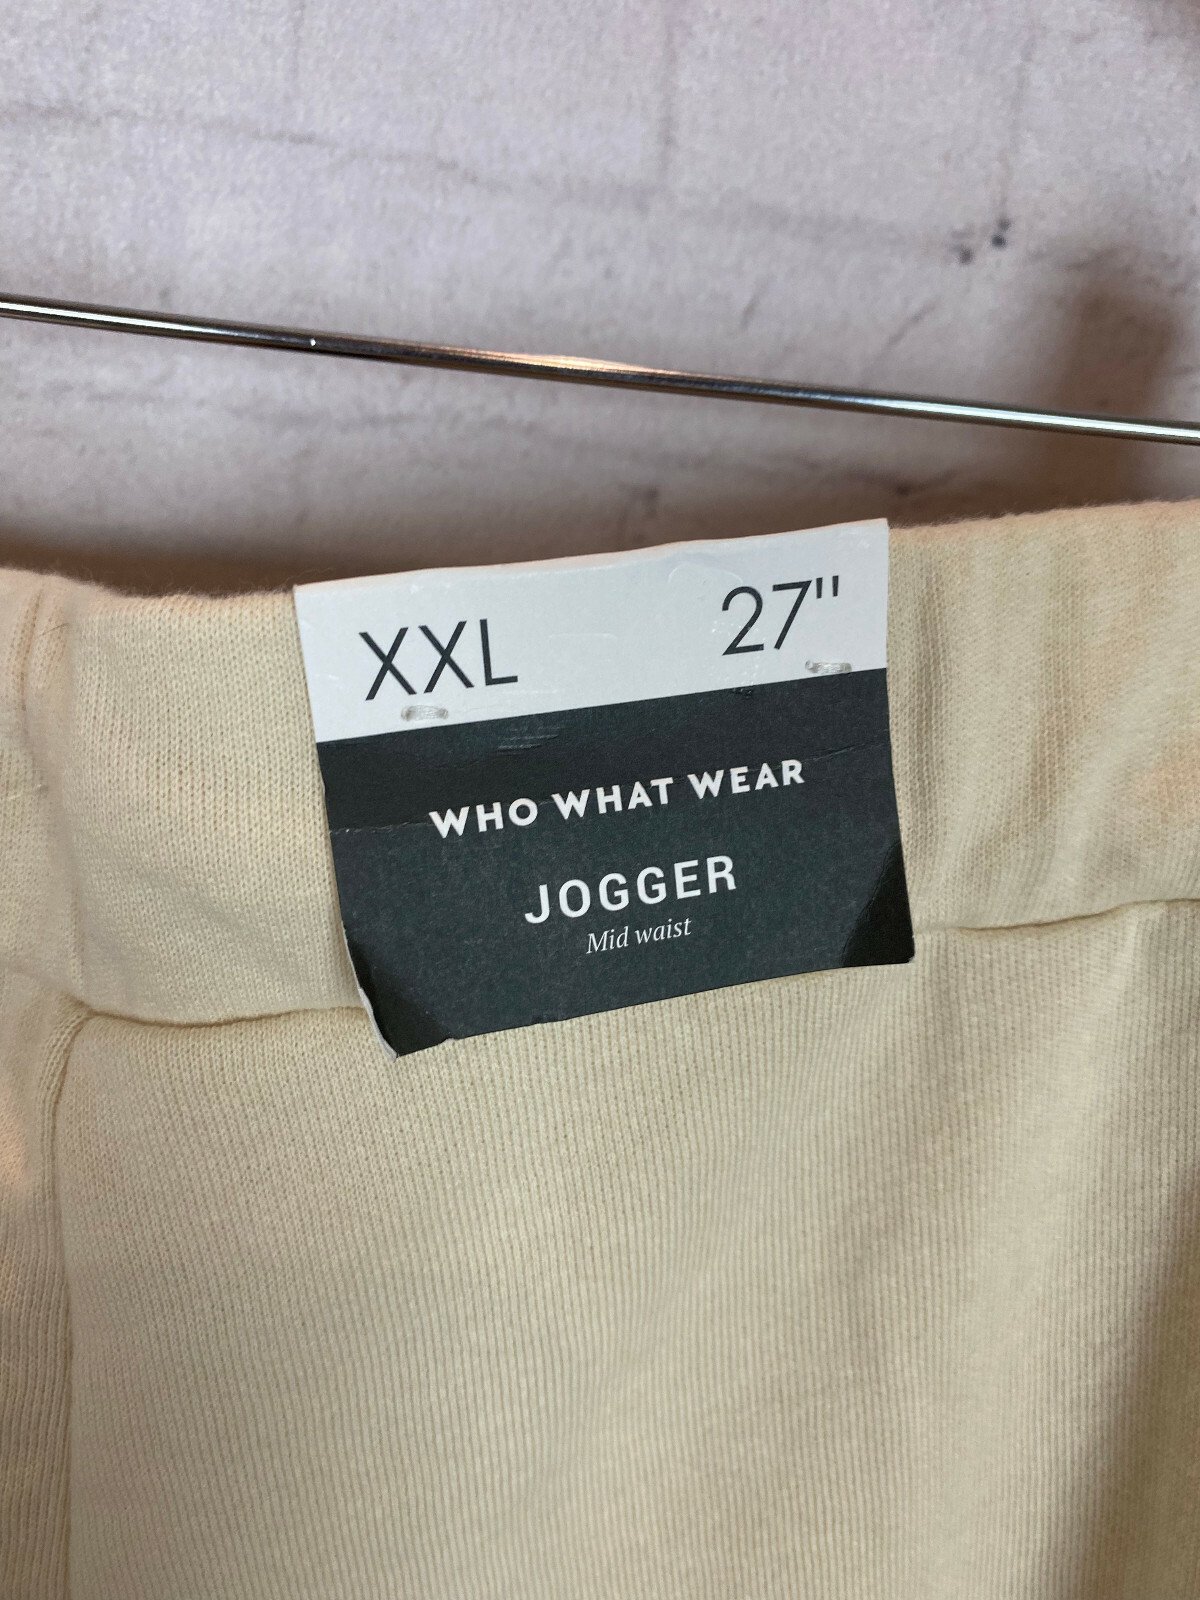 XXL 27"
WHO WHAT WEAR
JOGGER
Mid waist